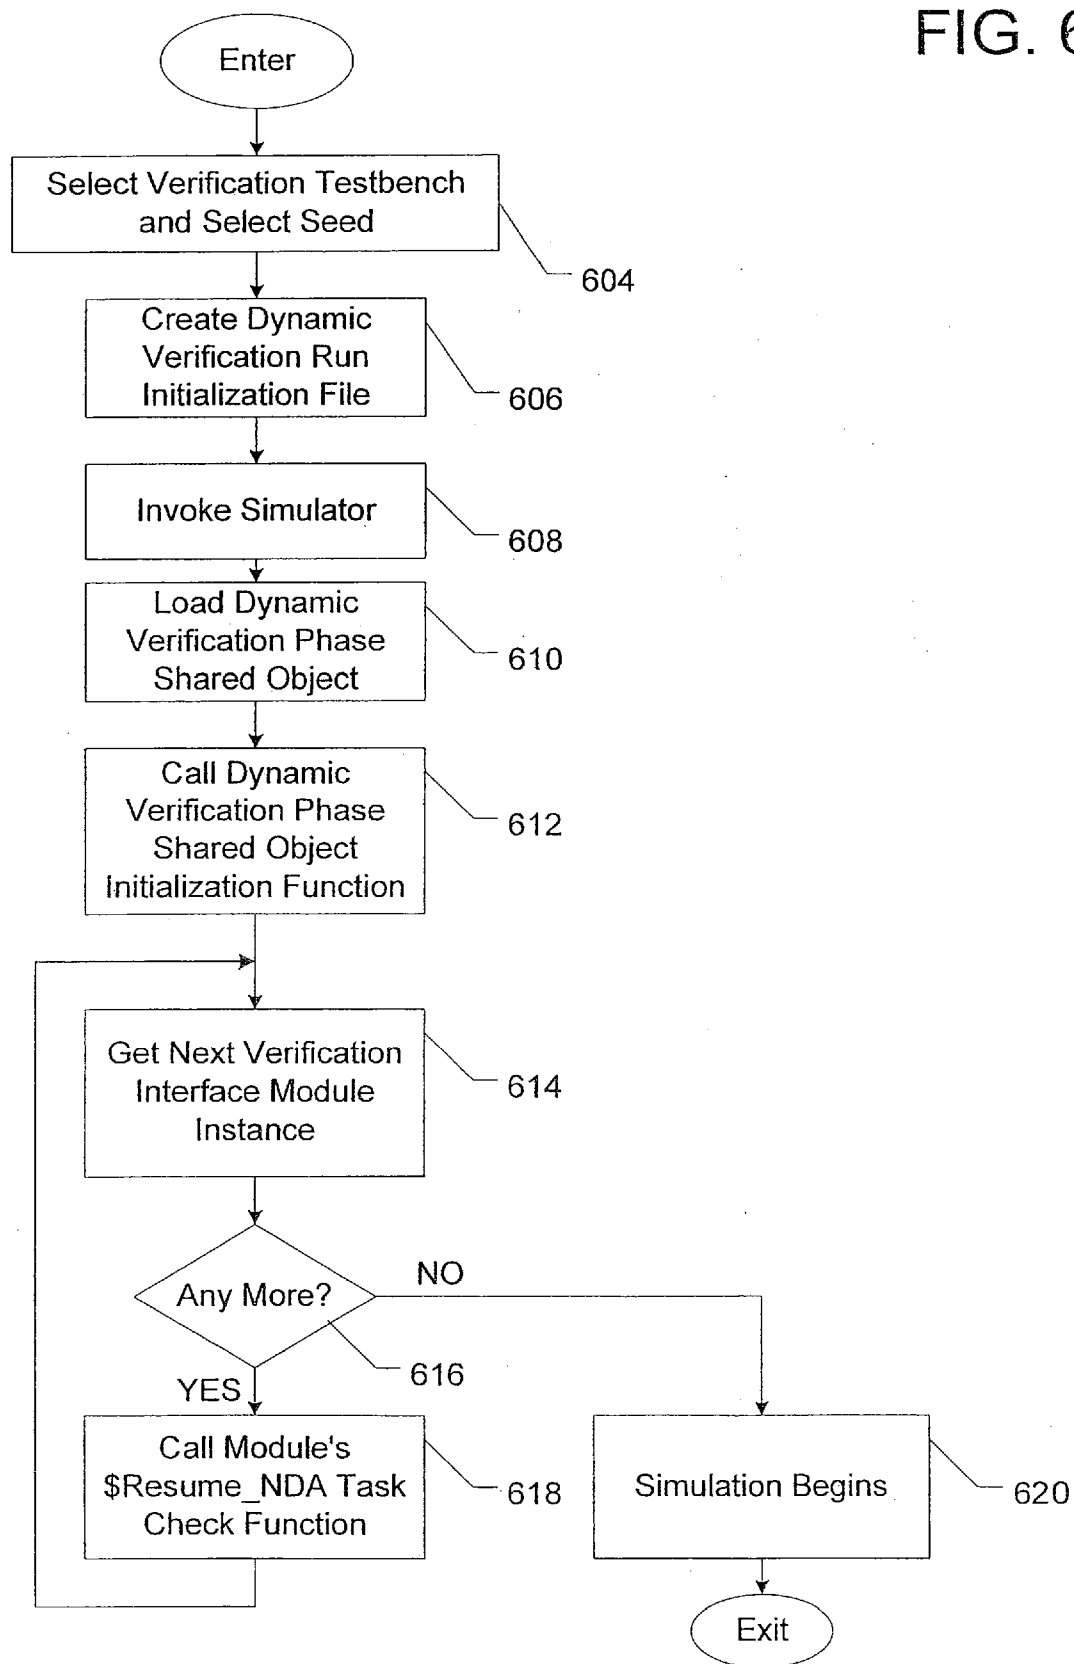 FIG. 6
Enter
Select Verification Testbench
and Select Seed
604
Create Dynamic
Verification Run
Initialization File
606
Invoke Simulator
608
Load Dynamic
Verification Phase
Shared Object
610
Call Dynamic
Verification Phase
Shared Object
Initialization Function
612
Get Next Verification
Interface Module
Instance
614
Any More?
NO
616
YES
Call Module's
$Resume_NDA Task
Check Function
618
Simulation Begins
620
Exit